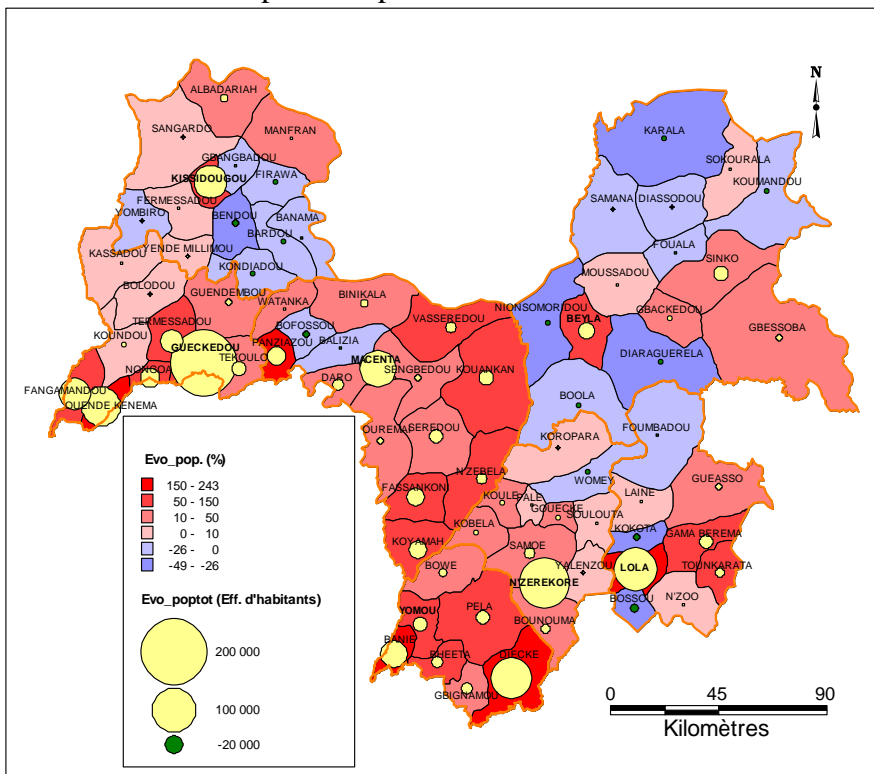 N
ALBADARIAH
SANGARDO
MANFRAN
KARALA
GBANGBADOU
SOKOURALA
KISSIDOUGOU
FIRAWA
KOUMANDOU
FERMESSADOU
SAMANA
DIASSODOU
YOMBIRO
BENDOU
BANAMA
BARDOU
FOUALA
KASSADOU
YENDE MILLIMOU
SINKO
KONDIADOU
MOUSSADOU
BOLODOU
GUENDEMBOU
WATANKA
BINIKALA
NIONSOMORIDOU
GBACKEDOU
TERMESSADOU
BOFOSSOU
VASSEREDOU
BEYLA
GBESSOBA
KOUNDOU
GUECKEDOU
PANZIAZOU
BALIZIA
DIARAGUERELA
TEKOULO
MACENTA
NONGOA
SENGBEDOU
KOUANKAN
FANGAMANDOU
DARO
OUENDE KENEMA
BOOLA
OUREMAI
SEREDOU
KOROPARA
FOUMBADOU
N'ZEBELA
WOMEY
GUEASSO
FASSANKON
KOULE
PALE
LAINE
GOUECKE
SOULOUTA
KOKOTA
GAMA BEREMA
KOYAMAH
KOBELA
SAMOE
YALENZOU
LOLA
TOUNKARATA
BOWE
N'ZEREKORE
BOSSOU
N'ZOO
YOMOU
PELA
BOUNOUMA
BANIE
BHEETA
DIECKE
GBIGNAMOU
Evo_pop. (%)
150 - 243
50 - 150
10 - 50
0 - 10
-26 - 0
-49 - -26
Evo_poptot (Eff. d'habitants)
200 000
100 000
-20 000
0 45 90
Kilomètres